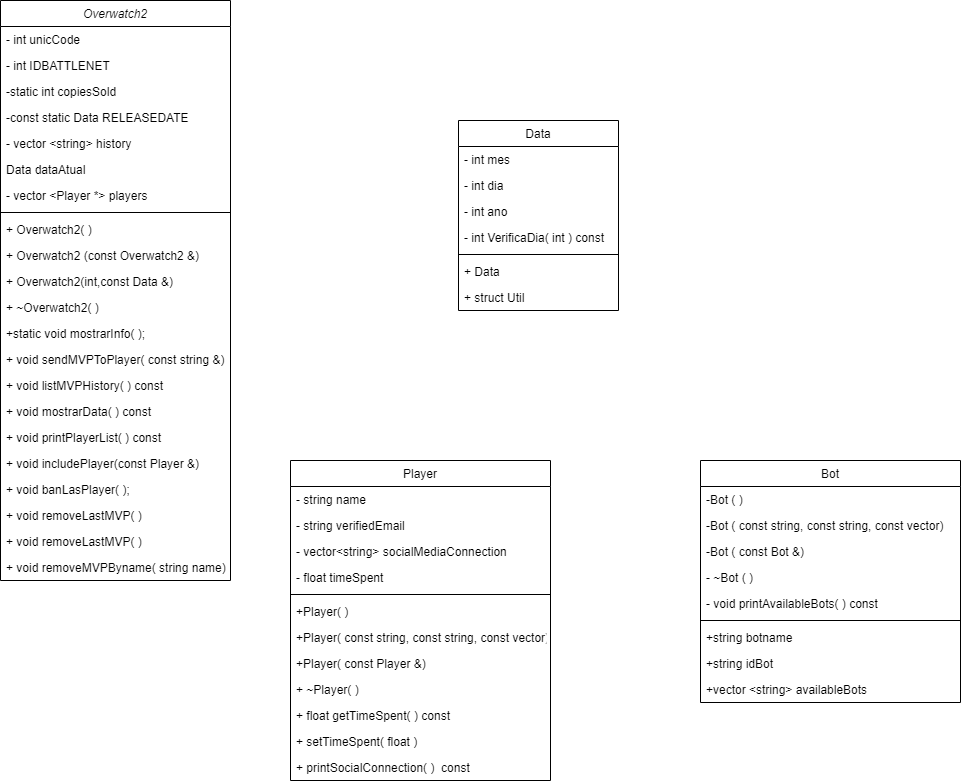 Overwatch2
- int unicCode
- int IDBATTLENET
-static int copiesSold
-const static Data RELEASEDATE
- vector <string> history
Data dataAtual
- vector <Player *> players
+ Overwatch2( )
+ Overwatch2 (const Overwatch2 &)
+ Overwatch2(int,const Data &)
+ ~Overwatch2( )
+static void mostrarInfo( );
+ void sendMVPToPlayer( const string &)
+ void listMVPHistory( ) const
+ void mostrarData( ) const
+ void printPlayerList( ) const
+ void includePlayer(const Player &)
+ void banLasPlayer( );
+ void removeLastMVP( )
+ void removeLastMVP( )
+ void removeMVPByname( string name)
Data
- int mes
- int dia
- int ano
- int VerificaDia( int ) const
+ Data
+ struct Util
Player
- string name
- string verifiedEmail
- vector<string> socialMediaConnection
- float timeSpent
+Player( )
+Player( const string, const string, const vector
+Player( const Player &)
+ ~Player( )
+ float getTimeSpent( ) const
+ setTimeSpent( float )
+ printSocialConnection( )  const
Bot
-Bot ( )
-Bot ( const string, const string, const vector)
-Bot ( const Bot &)
- ~Bot ( )
- void printAvailableBots( ) const
+string botname
+string idBot
+vector <string> availableBots